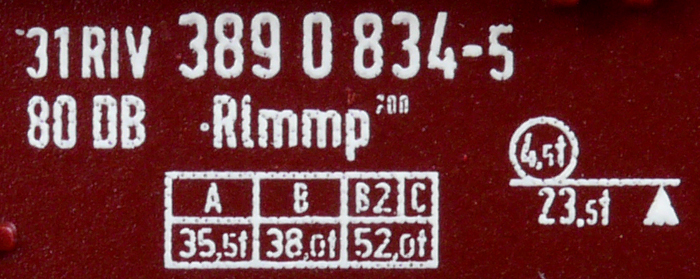 31 RIV 389 0 834-5
80 DB ·Rlmmp 700
A B B2 C
35,5t 38,0t 52,0t
4,5t
23,5t